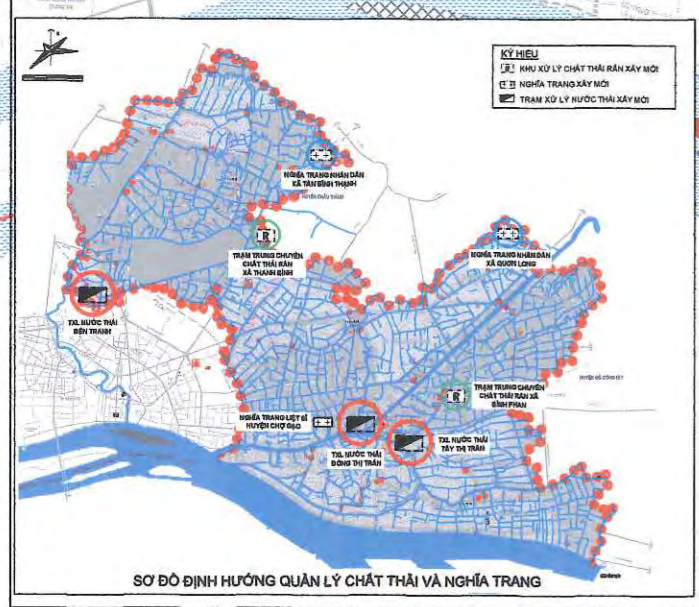 KÝ HIỆU
R KHU XỬ LÝ CHẤT THẢI RẮN XÂY MỚI
NGHĨA TRANG XÂY MỚI
TRẠM XỬ LÝ NƯỚC THẢI XÂY MỚI
NGHĨA TRANG NHÂN DÂN
XÃ TÂN BÌNH THẠNH
R
TRẠM TRUNG CHUYỂN
CHẤT THẢI RẮN
XÃ THANH BÌNH
NGHĨA TRANG NHÂN DÂN
XÃ QUƠN LONG
TXL NƯỚC THẢI
BẾN TRANH
R
TRẠM TRUNG CHUYỂN
CHẤT THẢI RẮN XÃ
BÌNH PHAN
NGHĨA TRANG LIỆT SĨ
HUYỆN CHỢ GẠO
TXL NƯỚC THẢI
ĐÔNG THỊ TRẤN
TXL NƯỚC THẢI
TÂY THỊ TRẤN
SƠ ĐỒ ĐỊNH HƯỚNG QUẢN LÝ CHẤT THẢI VÀ NGHĨA TRANG